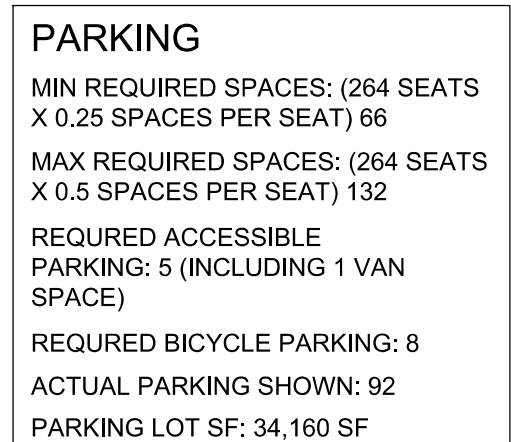 PARKING
MIN REQUIRED SPACES: (264 SEATS
X 0.25 SPACES PER SEAT) 66
MAX REQUIRED SPACES: (264 SEATS
X 0.5 SPACES PER SEAT) 132
REQURED ACCESSIBLE
PARKING: 5 (INCLUDING 1 VAN
SPACE)
REQURED BICYCLE PARKING: 8
ACTUAL PARKING SHOWN: 92
PARKING LOT SF: 34,160 SF